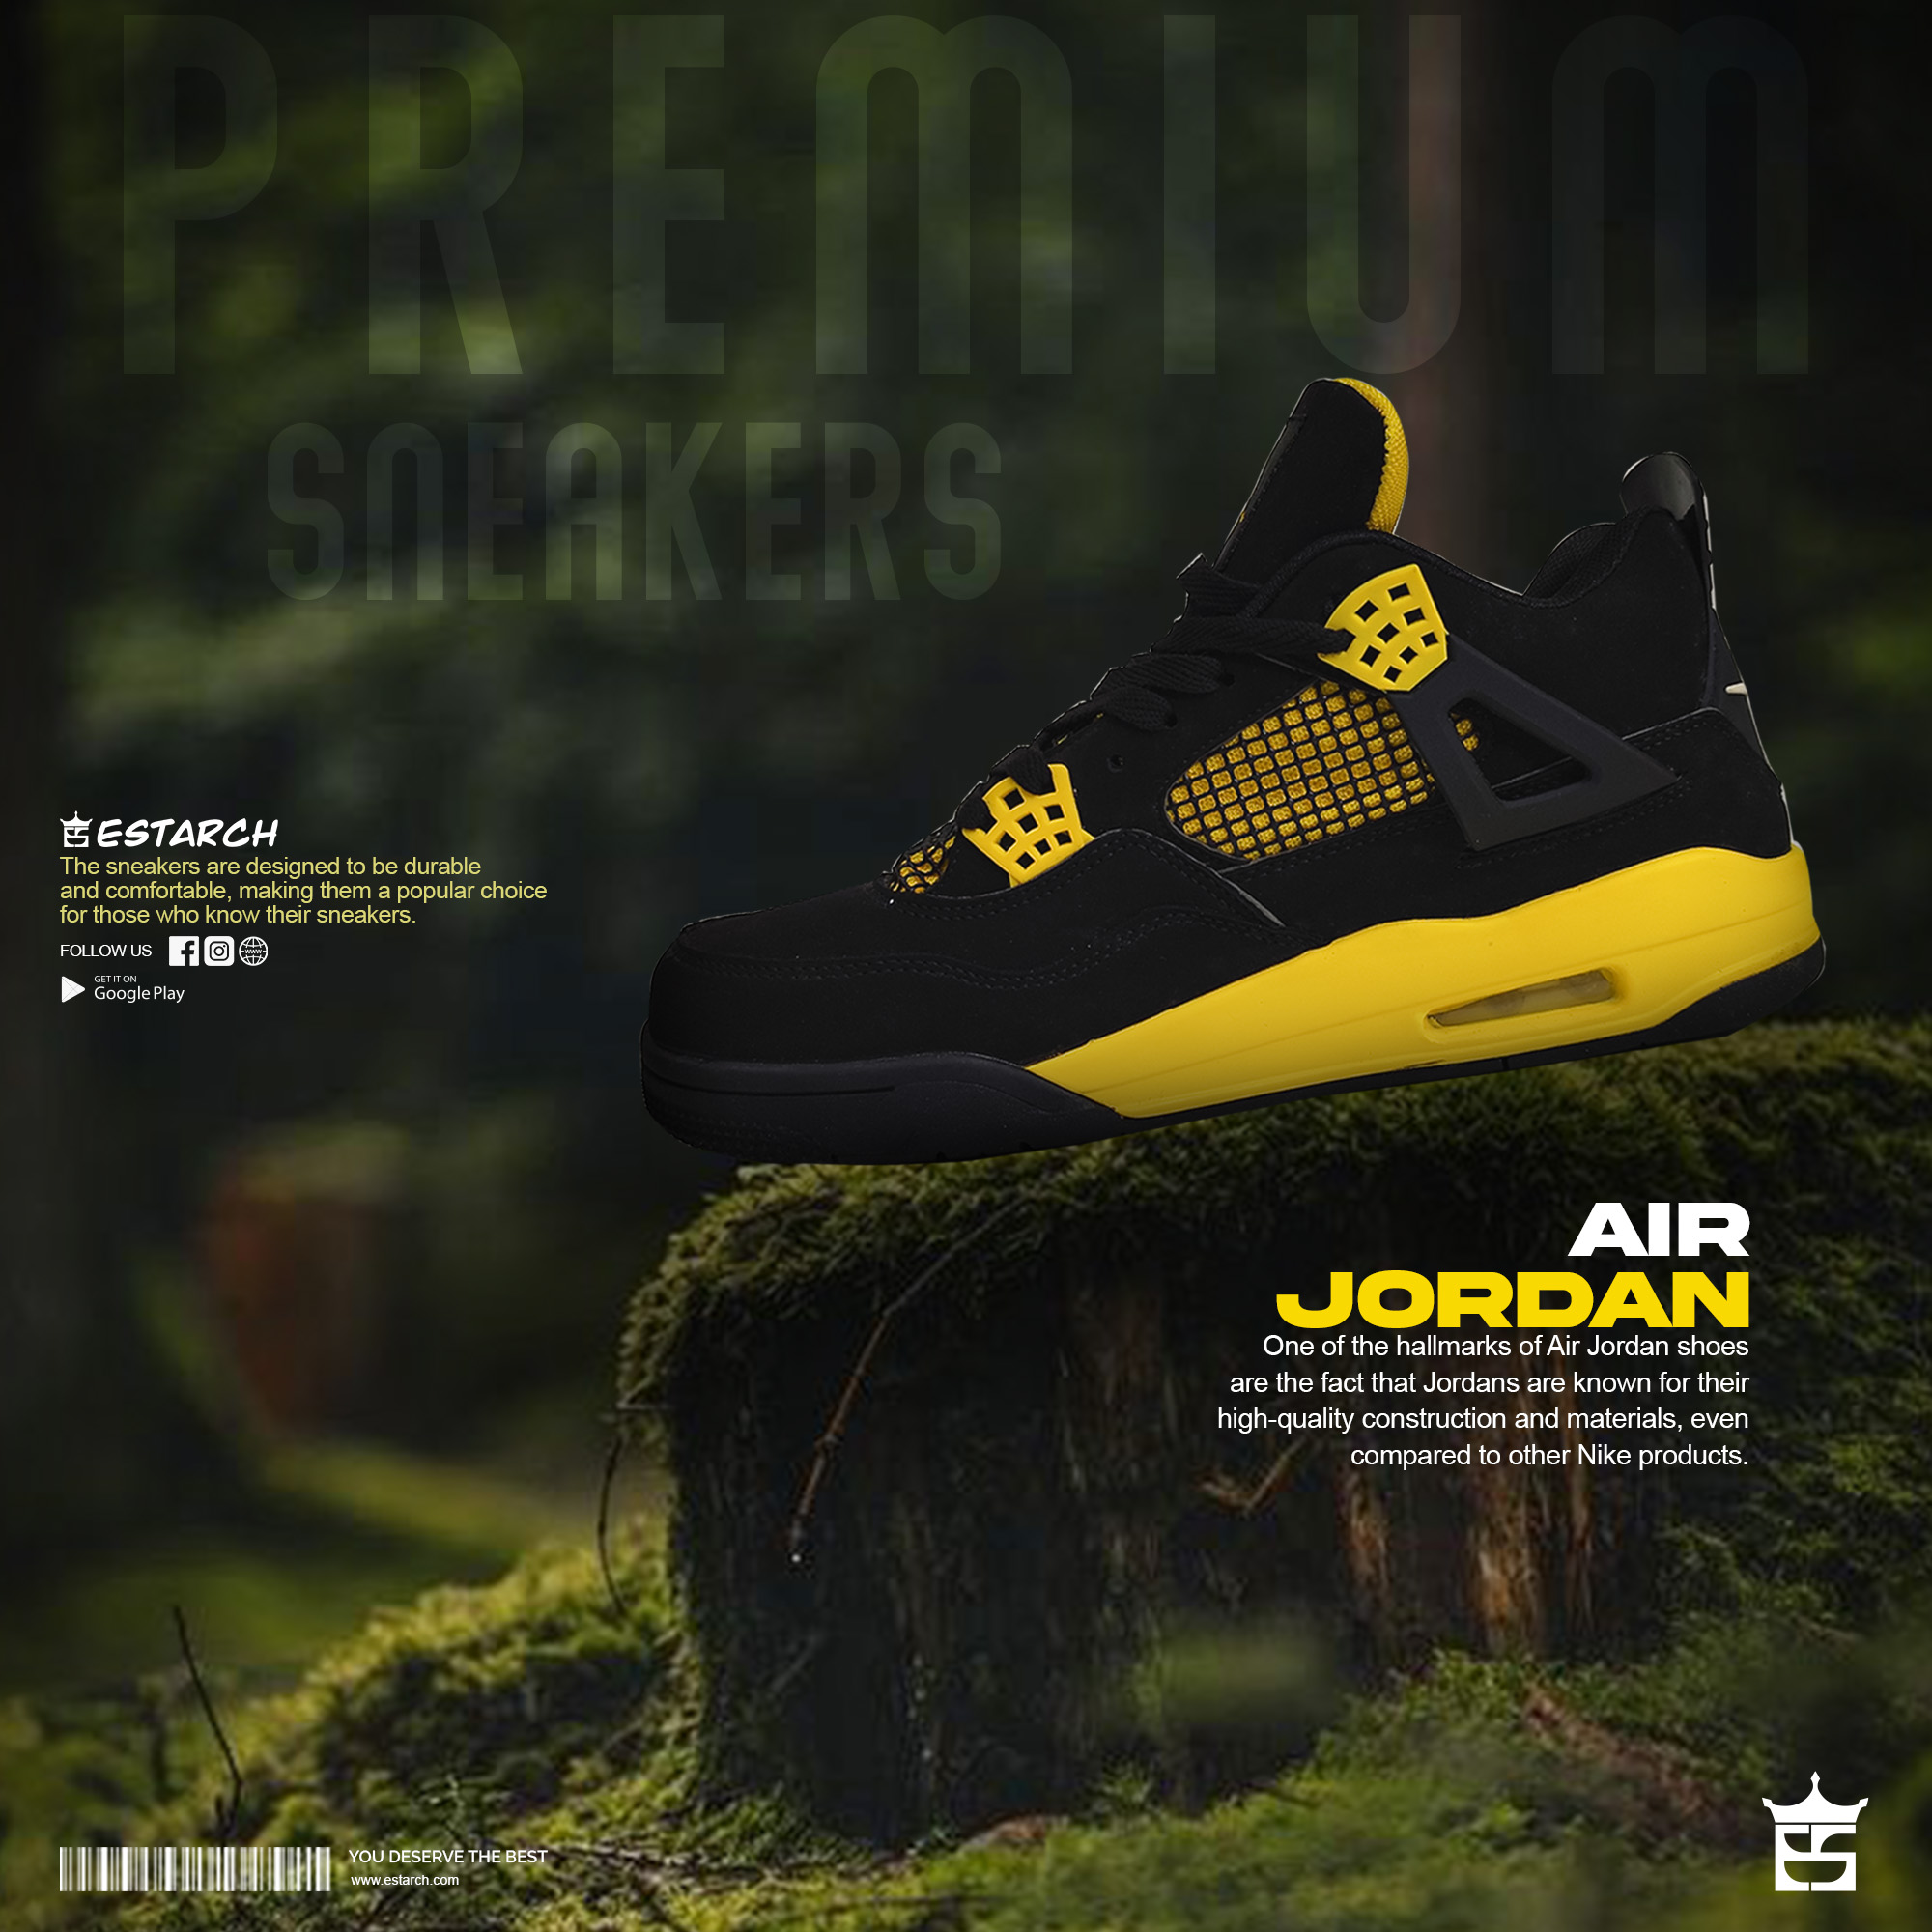 PREMIUM
SNEAKERS
ESTARCH
The sneakers are designed to be durable
and comfortable, making them a popular choice
for those who know their sneakers.
FOLLOW US
GET IT ON
Google Play
AIR
JORDAN
One of the hallmarks of Air Jordan shoes
are the fact that Jordans are known for their
high-quality construction and materials, even
compared to other Nike products.
YOU DESERVE THE BEST
www.estarch.com
ES